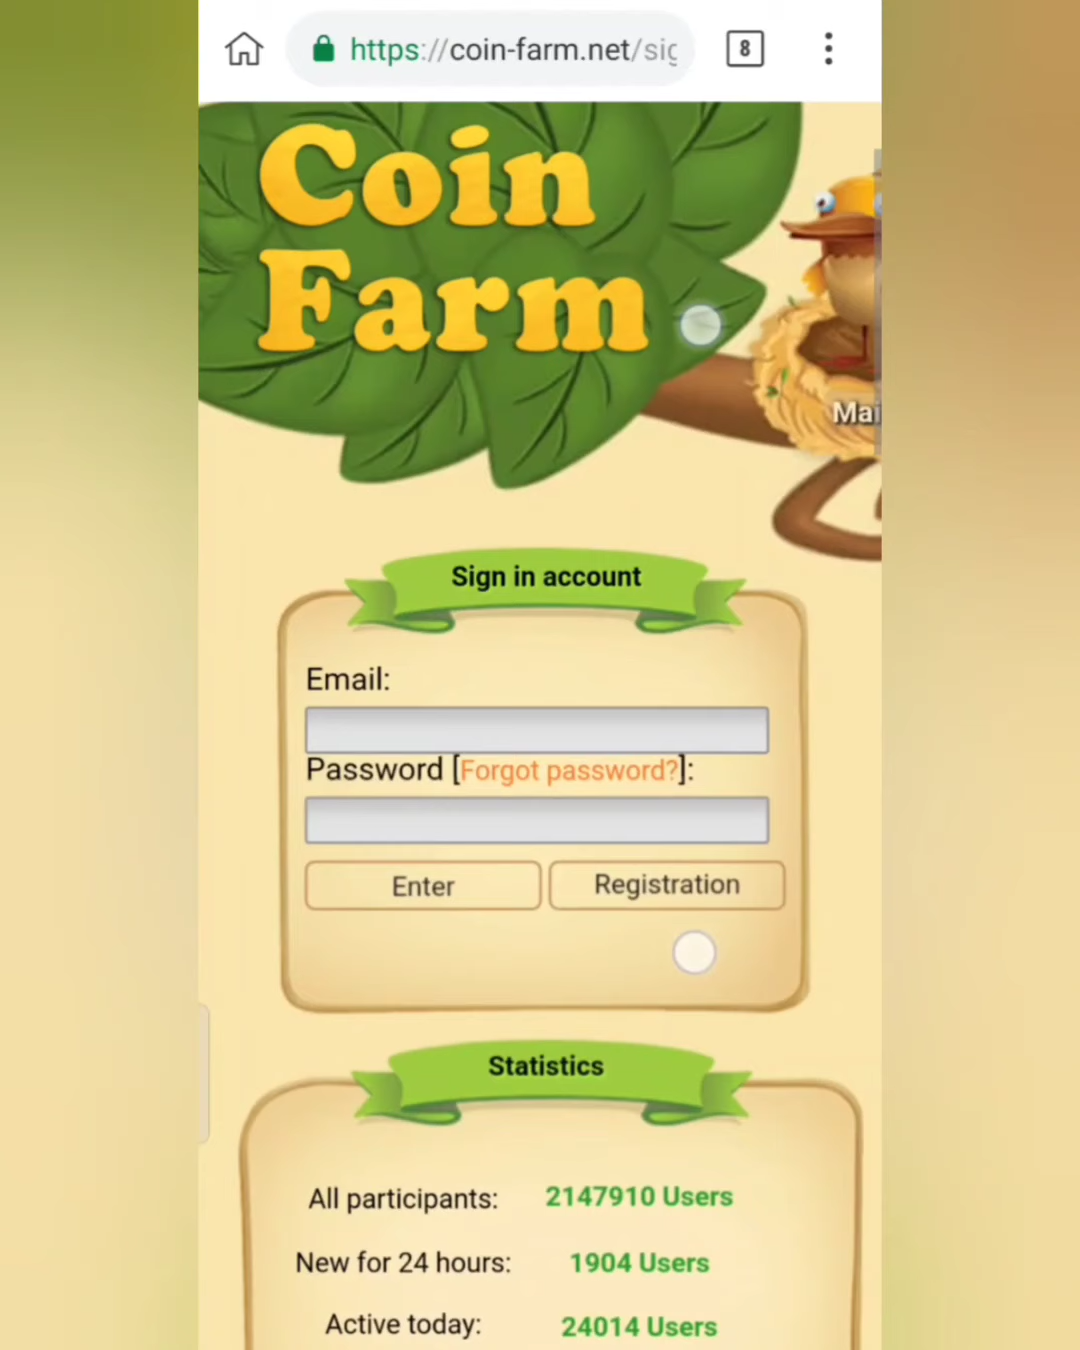 https://coin-farm.net/sig
8
Coin
Farm
Mai
Sign in account
Email:
Password [Forgot password?]:
Enter Registration
Statistics
All participants: 2147910 Users
New for 24 hours: 1904 Users
Active today: 24014 Users